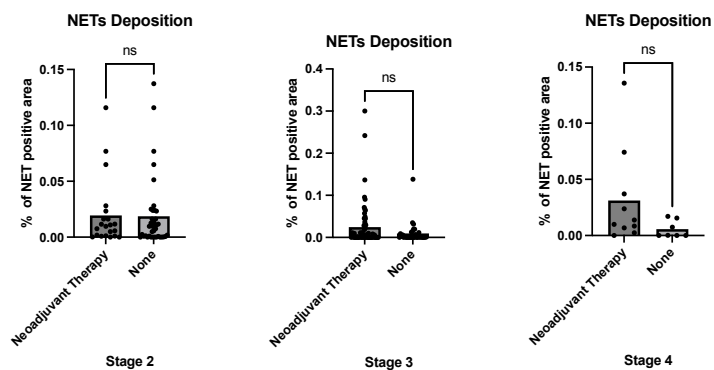 NETs Deposition
ns
% of NET positive area
0.15
0.10
0.05
0.00
Neoadjuvant Therapy
None
Stage 2
NETs Deposition
ns
% of NET positive area
0.4
0.3
0.2
0.1
0.0
Neoadjuvant Therapy
None
Stage 3
NETs Deposition
ns
% of NET positive area
0.15
0.10
0.05
0.00
Neoadjuvant Therapy
None
Stage 4